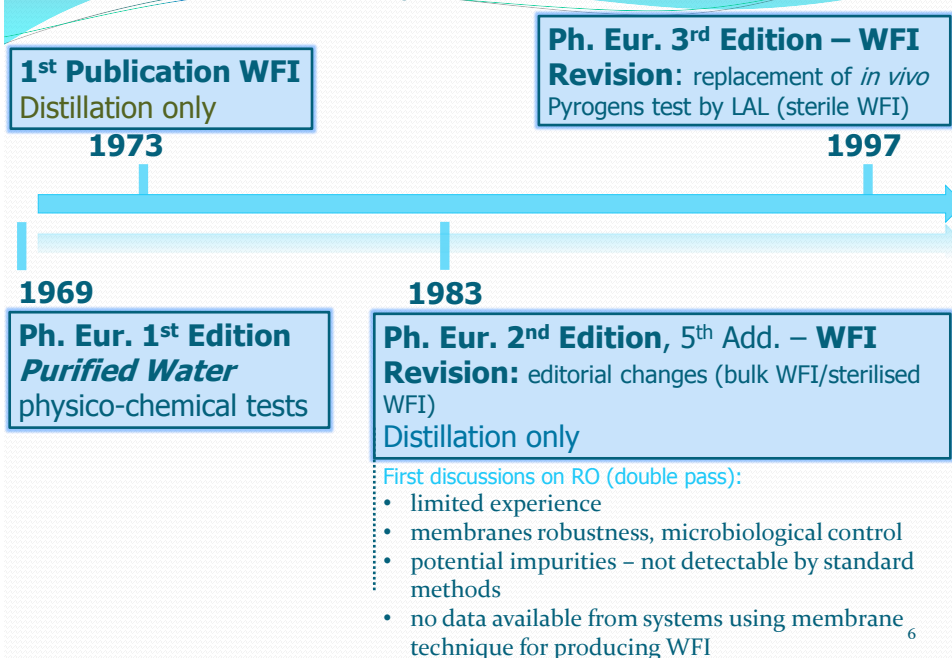 1st Publication WFI
Distillation only
1973
Ph. Eur. 3rd Edition – WFI
Revision: replacement of in vivo
Pyrogens test by LAL (sterile WFI)
1997
1969
Ph. Eur. 1st Edition
Purified Water
physico-chemical tests
1983
Ph. Eur. 2nd Edition, 5th Add. – WFI
Revision: editorial changes (bulk WFI/sterilised
WFI)
Distillation only
First discussions on RO (double pass):
• limited experience
• membranes robustness, microbiological control
• potential impurities – not detectable by standard
methods
• no data available from systems using membrane
technique for producing WFI
6